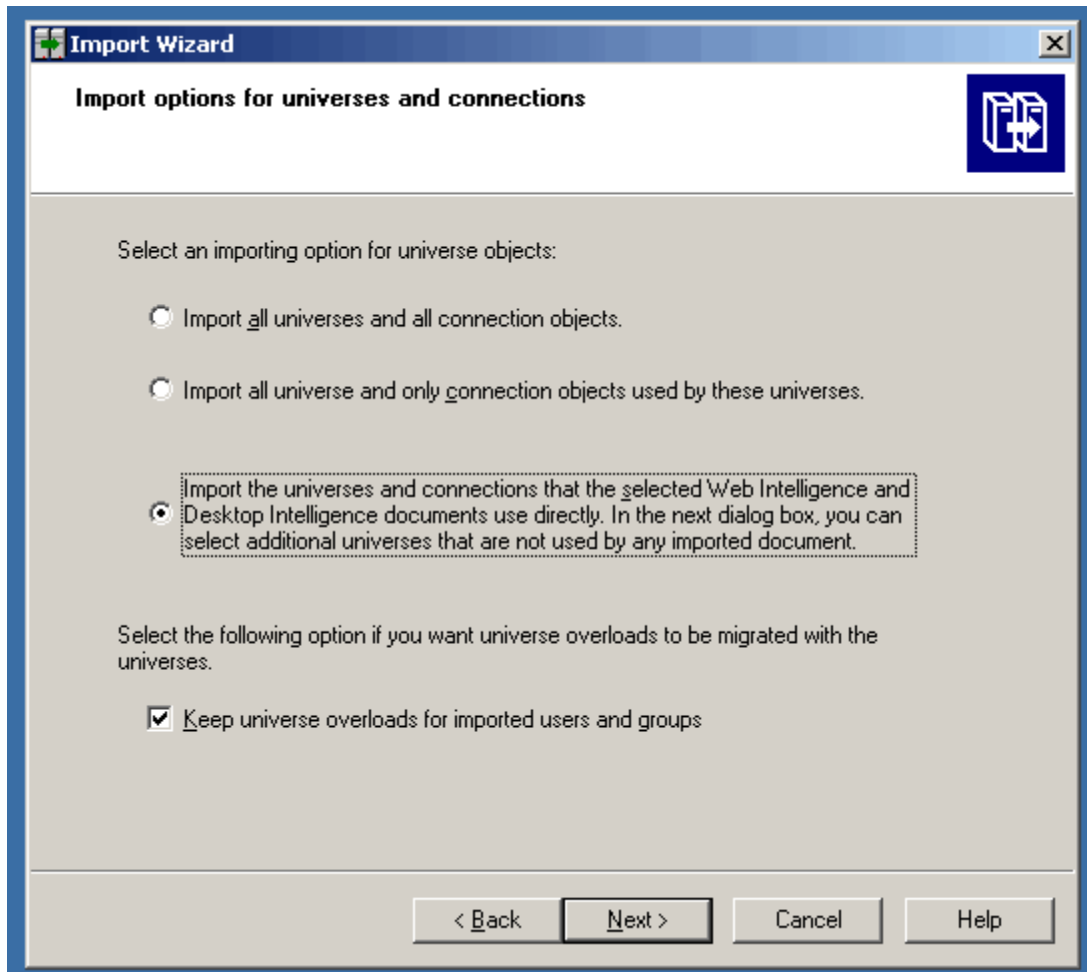 Import Wizard
Import options for universes and connections
Select an importing option for universe objects:
Import all universes and all connection objects.
Import all universe and only connection objects used by these universes.
Import the universes and connections that the selected Web Intelligence and
Desktop Intelligence documents use directly. In the next dialog box, you can
select additional universes that are not used by any imported document.
Select the following option if you want universe overloads to be migrated with the
universes.
Keep universe overloads for imported users and groups
< Back Next > Cancel Help